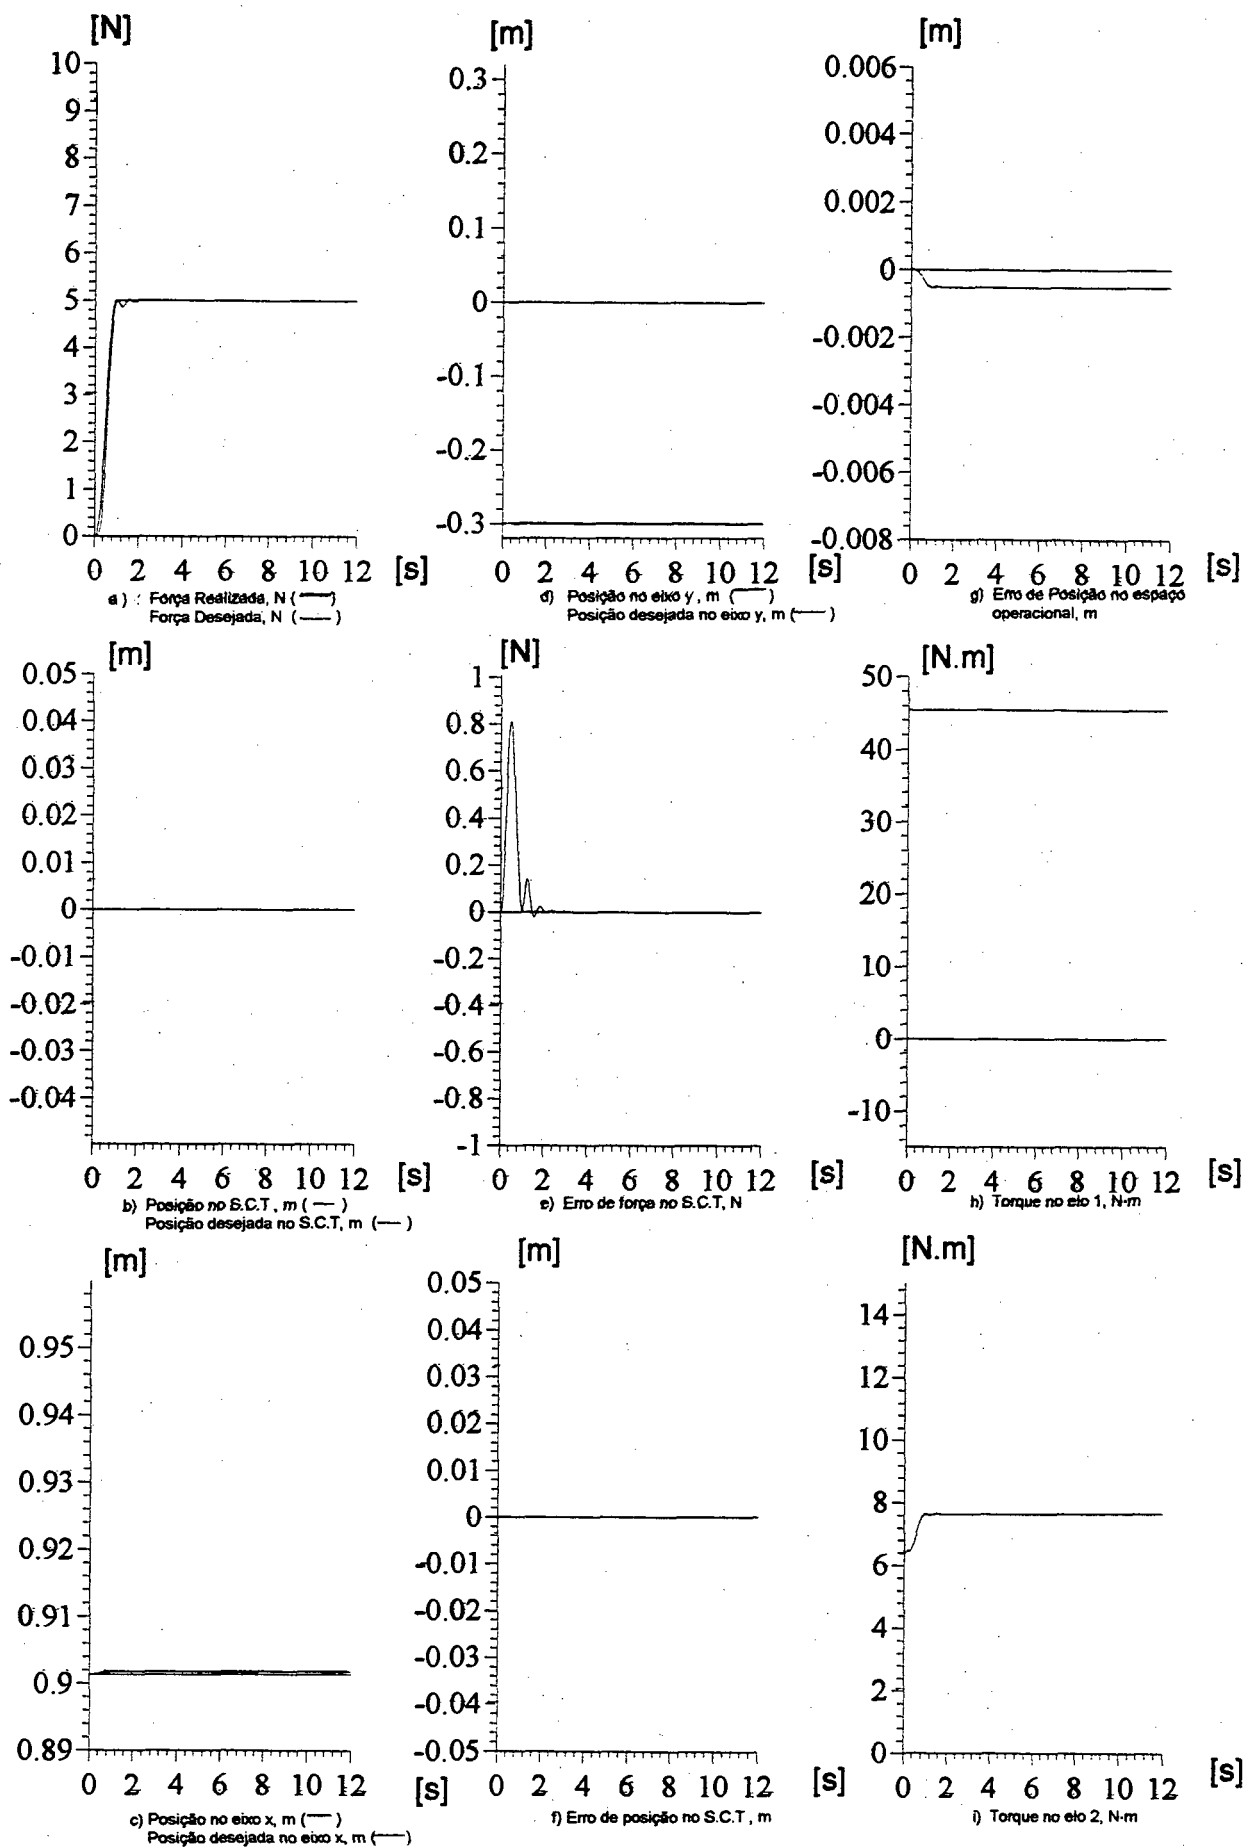 [N]
10
9
8
7
6
5
4
3
2
1
0
0 2 4 6 8 10 12 [s]
a) Força Realizada, N (—)
Força Desejada, N (—)
[m]
0.3
0.2
0.1
0
-0.1
-0.2
-0.3
0 2 4 6 8 10 12 [s]
d) Posição no eixo y, m (—)
Posição desejada no eixo y, m (—)
[m]
0.006
0.004
0.002
0
-0.002
-0.004
-0.006
-0.008
0 2 4 6 8 10 12 [s]
g) Erro de Posição no espaço
operacional, m
[m]
0.05
0.04
0.03
0.02
0.01
0
-0.01
-0.02
-0.03
-0.04
0 2 4 6 8 10 12 [s]
b) Posição no S.C.T, m (—)
Posição desejada no S.C.T, m (—)
[N]
1
0.8
0.6
0.4
0.2
0
-0.2
-0.4
-0.6
-0.8
-1
0 2 4 6 8 10 12 [s]
e) Erro de força no S.C.T, N
[N.m]
50
40
30
20
10
0
-10
0 2 4 6 8 10 12 [s]
h) Torque no elo 1, N-m
[m]
0.95
0.94
0.93
0.92
0.91
0.9
0.89
0 2 4 6 8 10 12 [s]
c) Posição no eixo x, m (—)
Posição desejada no eixo x, m (—)
[m]
0.05
0.04
0.03
0.02
0.01
0
-0.01
-0.02
-0.03
-0.04
-0.05
0 2 4 6 8 10 12 [s]
f) Erro de posição no S.C.T, m
[N.m]
14
12
10
8
6
4
2
0
0 2 4 6 8 10 12 [s]
i) Torque no elo 2, N-m